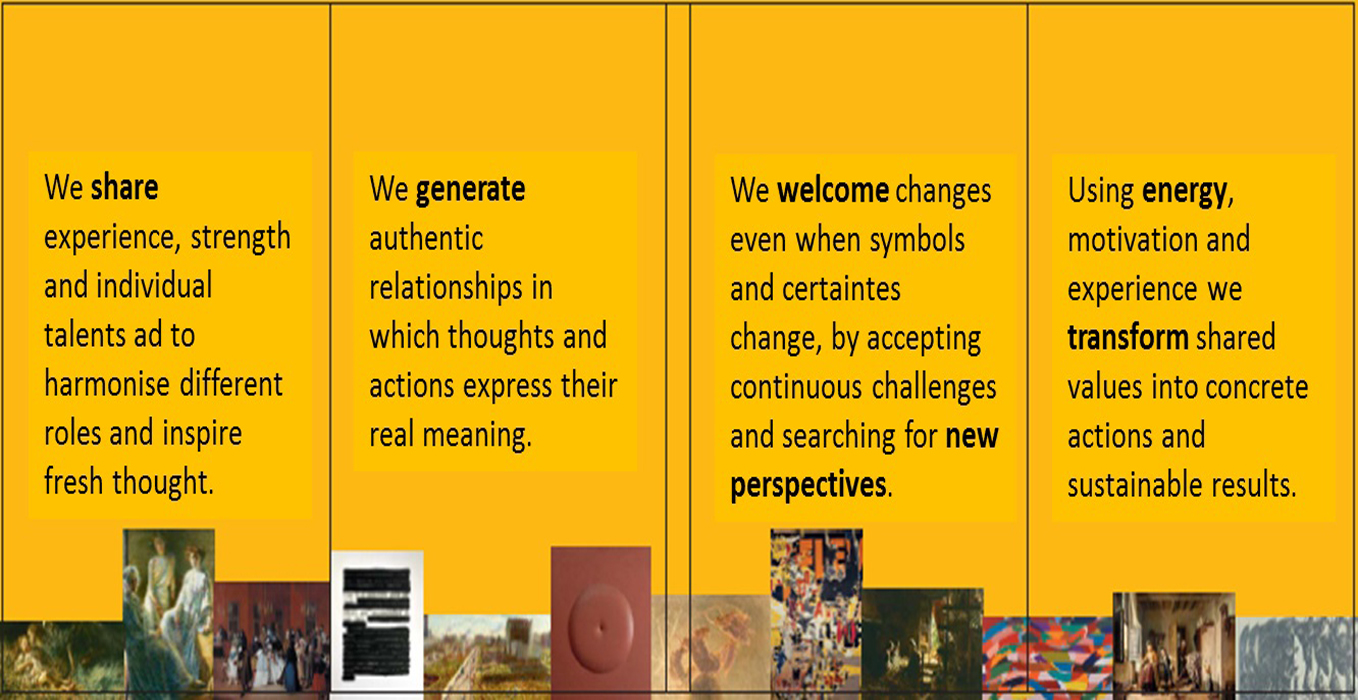 We share
experience, strength
and individual
talents ad to
harmonise different
roles and inspire
fresh thought.
We generate
authentic
relationships in
which thoughts and
actions express their
real meaning.
We welcome changes
even when symbols
and certaintes
change, by accepting
continuous challenges
and searching for new
perspectives.
Using energy,
motivation and
experience we
transform shared
values into concrete
actions and
sustainable results.